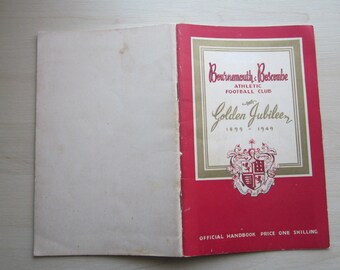 Bournemouth & Boscombe
ATHLETIC
FOOTBALL CLUB
Golden Jubilee
1899 - 1949
OFFICIAL HANDBOOK PRICE ONE SHILLING